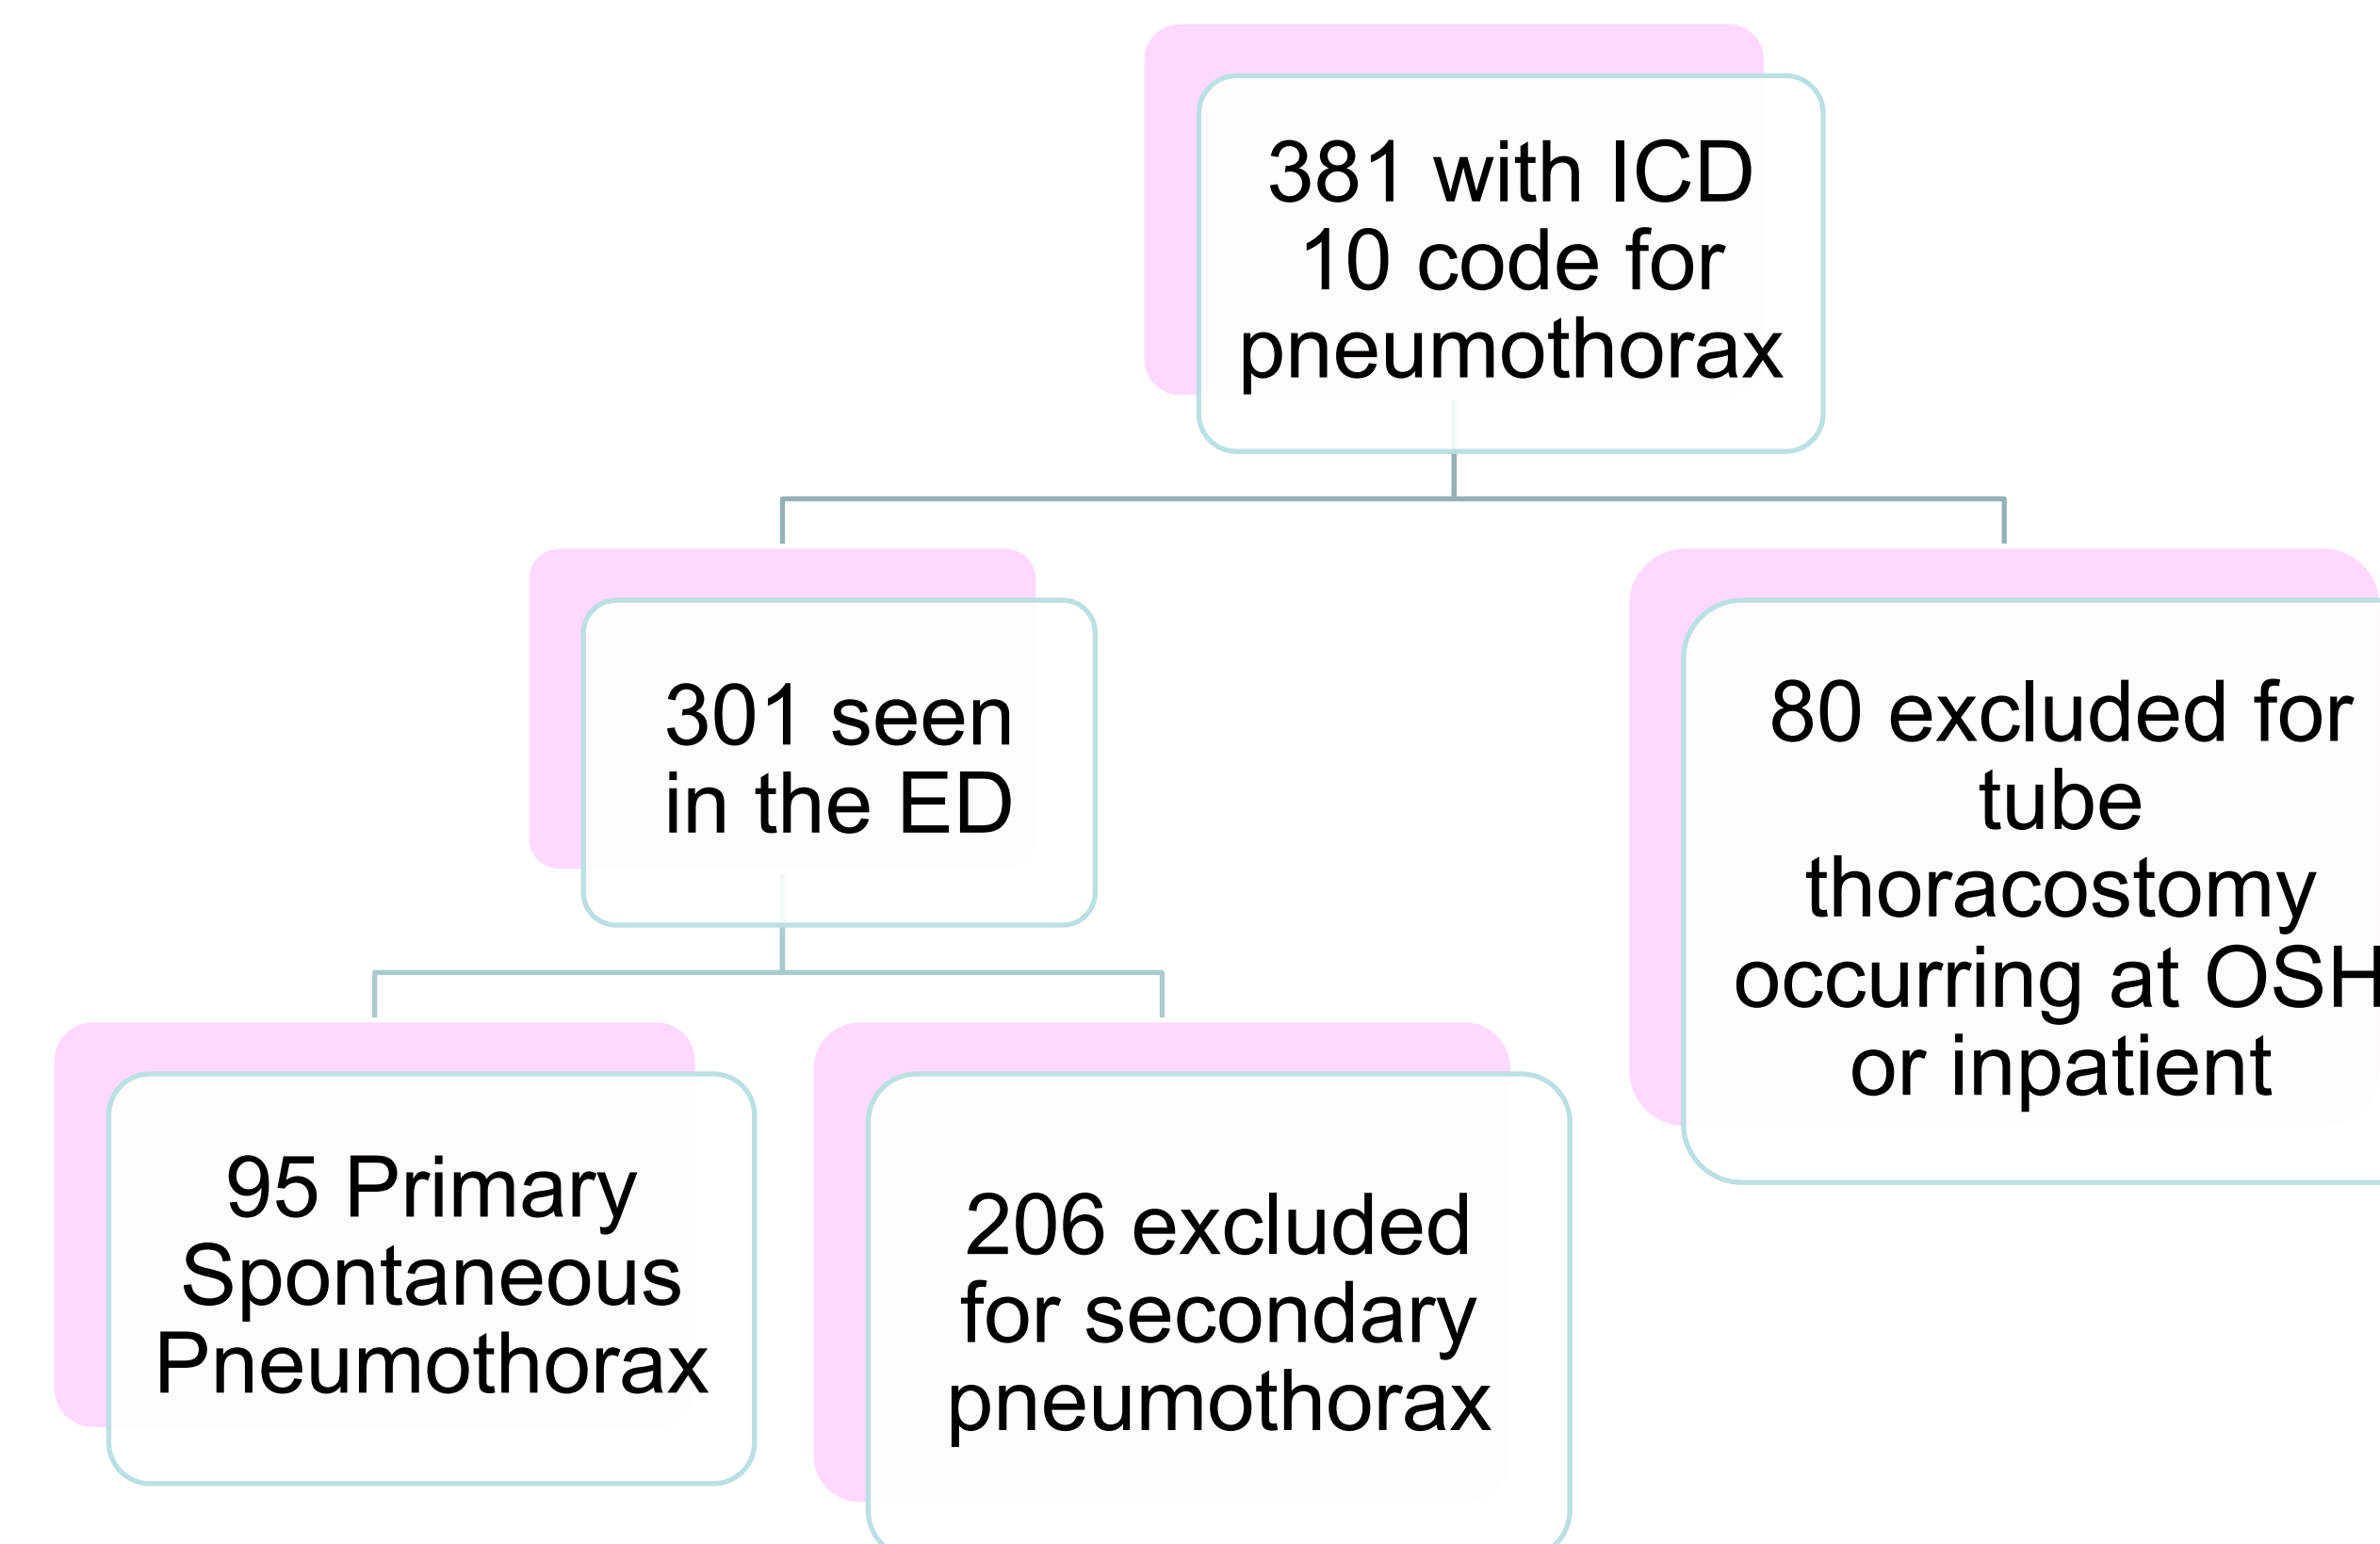 381 with ICD
10 code for
pneumothorax
301 seen
in the ED
80 excluded for
tube
thoracostomy
occurring at OSH
or inpatient
95 Primary
Spontaneous
Pneumothorax
206 excluded
for secondary
pneumothorax